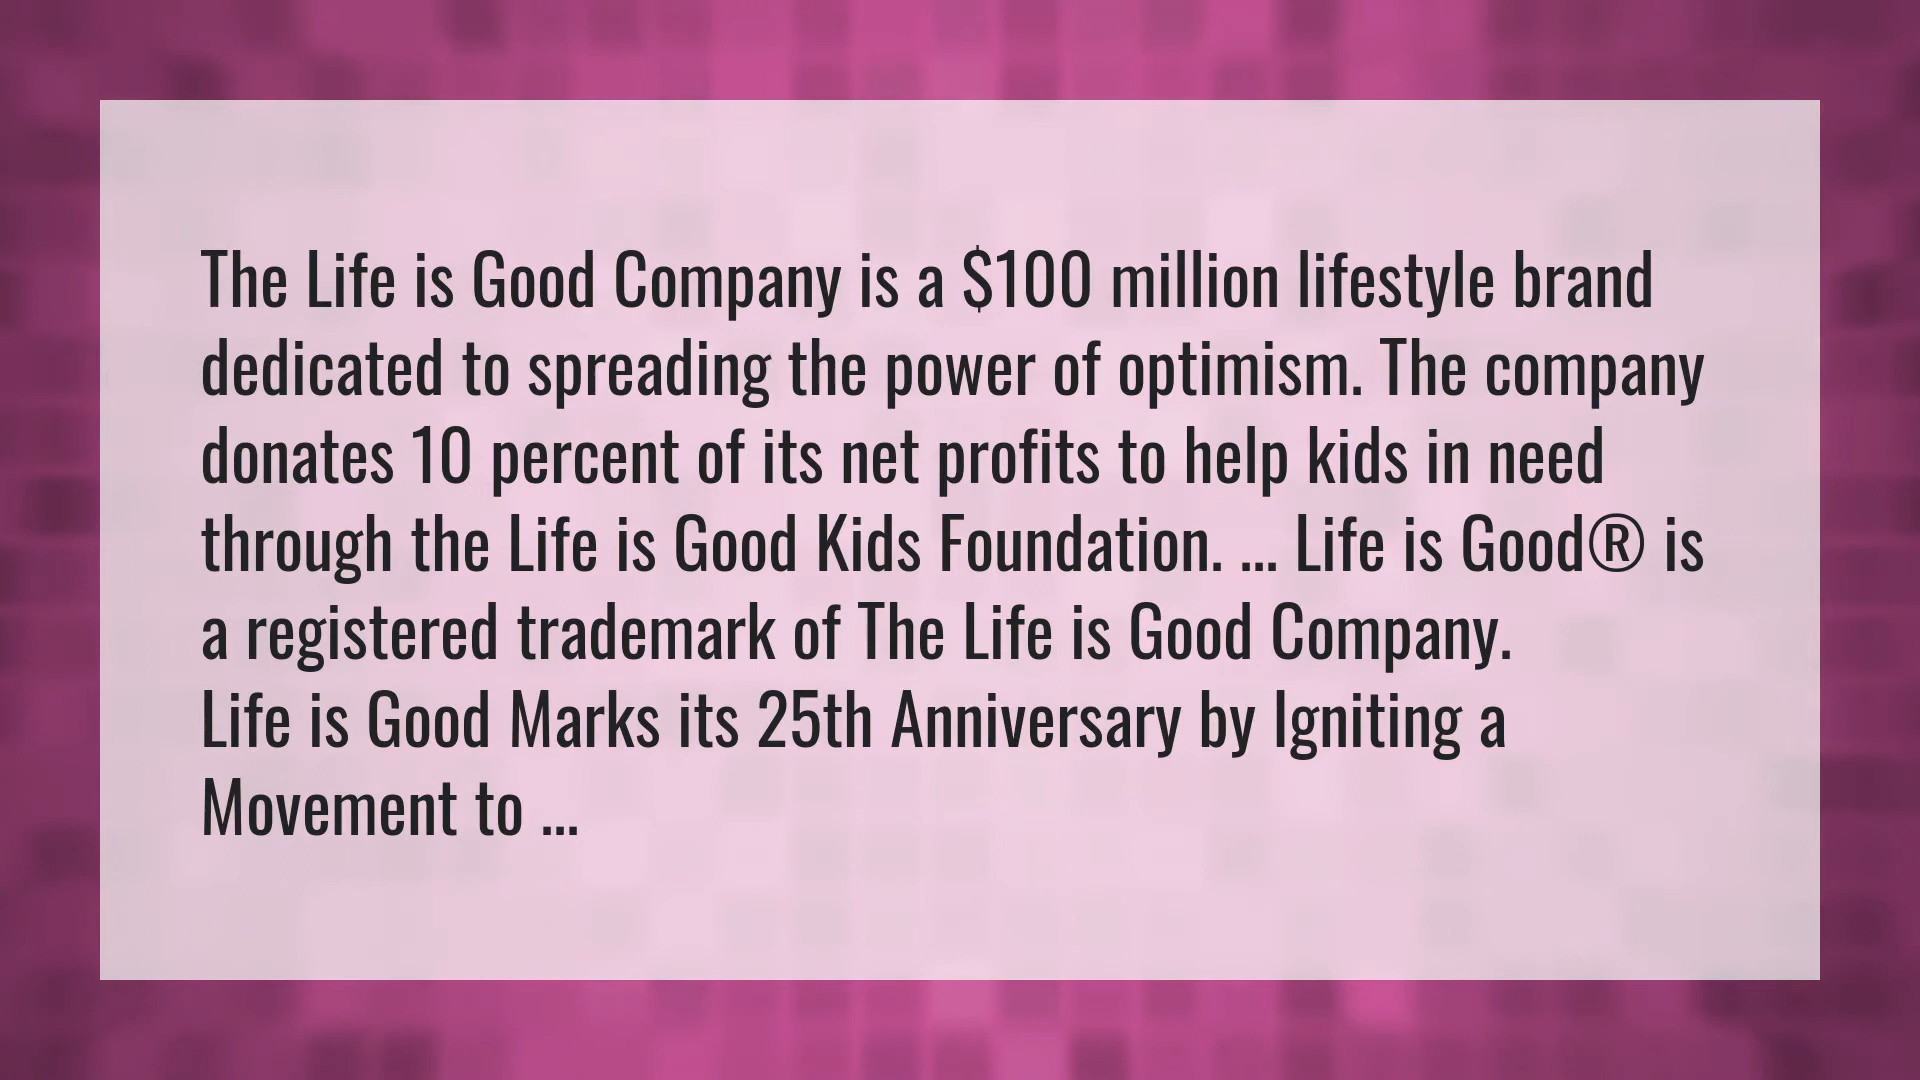 The Life is Good Company is a $100 million lifestyle brand
dedicated to spreading the power of optimism. The company
donates 10 percent of its net profits to help kids in need
through the Life is Good Kids Foundation. ... Life is Good® is
a registered trademark of The Life is Good Company.
Life is Good Marks its 25th Anniversary by Igniting a
Movement to ...